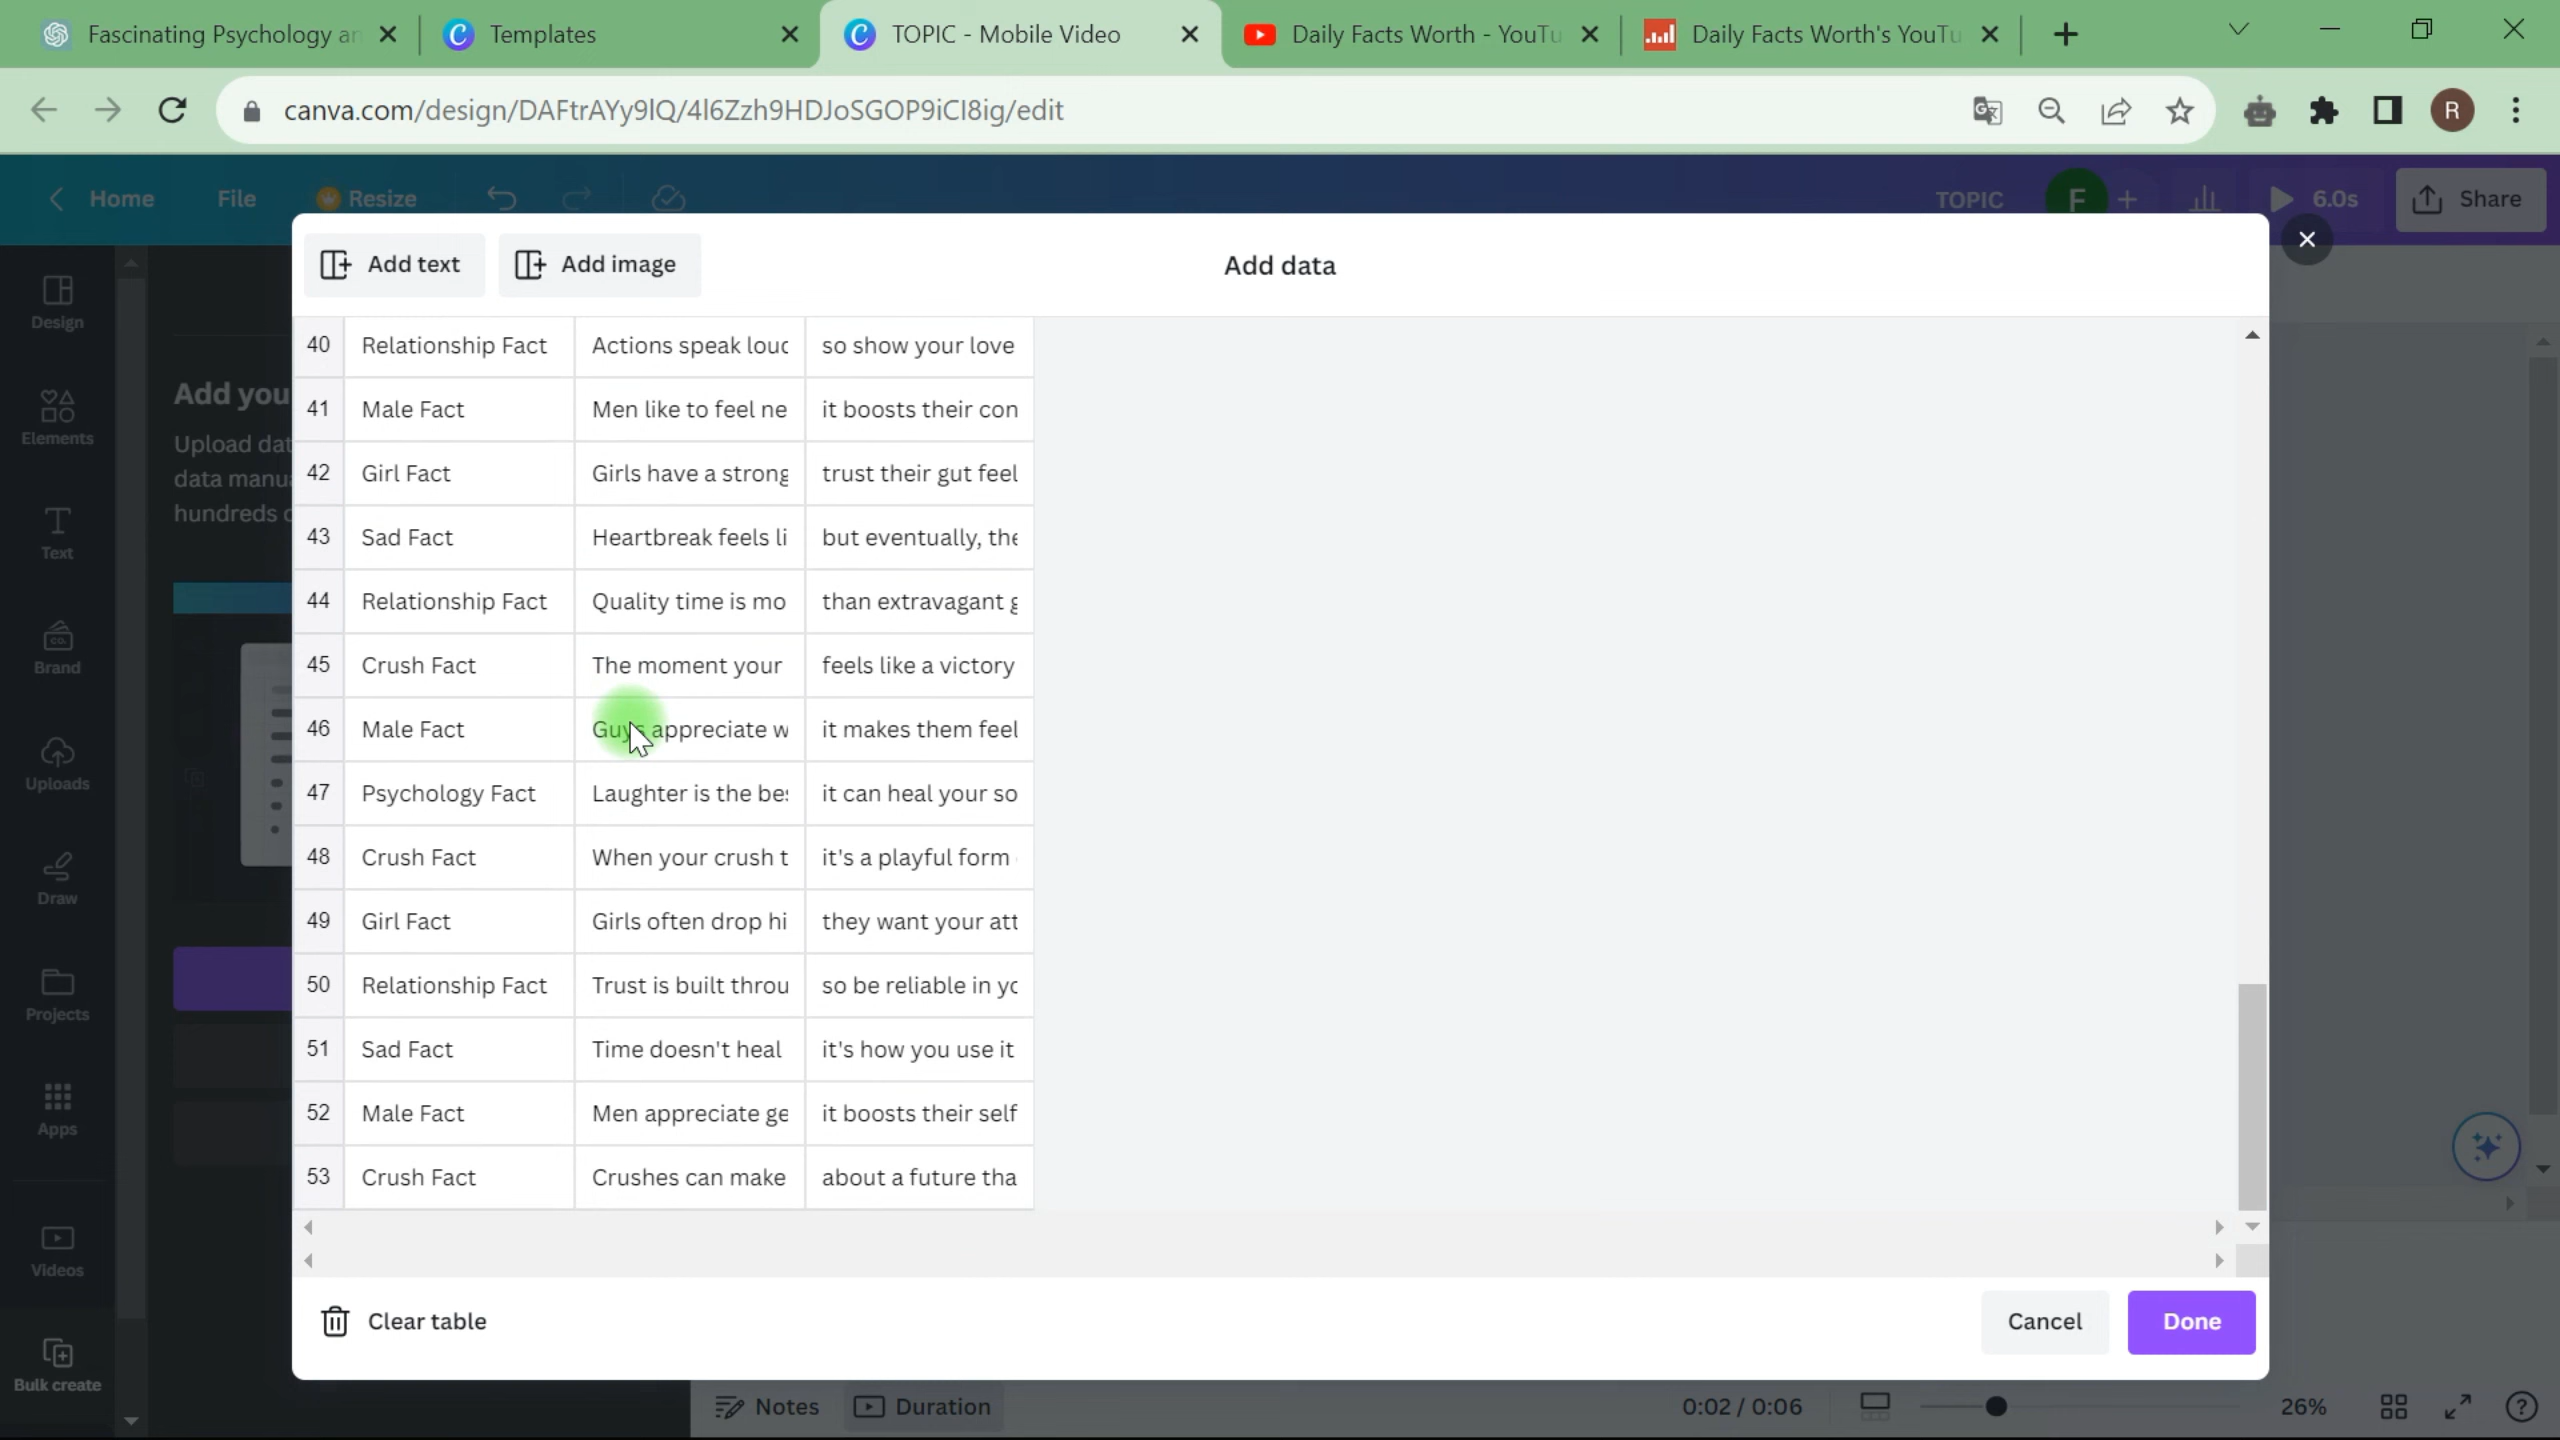 Fascinating Psychology an
Templates
TOPIC - Mobile Video
Daily Facts Worth - YouTu
Daily Facts Worth's YouTu
canva.com/design/DAFtrAYy9lQ/4l6Zzh9HDJoSGOP9iCI8ig/edit
R
Home
File
Resize
TOPIC
F
6.0s
Share
Add text
Add image
Add data
Design
Elements
Text
Brand
Uploads
Draw
Projects
Apps
Videos
Bulk create
Add you
Upload dat
data manu
hundreds
40 Relationship Fact Actions speak louc so show your love
41 Male Fact Men like to feel ne it boosts their con
42 Girl Fact Girls have a strong trust their gut feel
43 Sad Fact Heartbreak feels li but eventually, the
44 Relationship Fact Quality time is mo than extravagant g
45 Crush Fact The moment your feels like a victory
46 Male Fact Guys appreciate w it makes them feel
47 Psychology Fact Laughter is the bes it can heal your so
48 Crush Fact When your crush t it's a playful form
49 Girl Fact Girls often drop hi they want your att
50 Relationship Fact Trust is built throu so be reliable in yo
51 Sad Fact Time doesn't heal it's how you use it
52 Male Fact Men appreciate ge it boosts their self
53 Crush Fact Crushes can make about a future tha
Clear table
Cancel
Done
Notes
Duration
0:02 / 0:06
26%